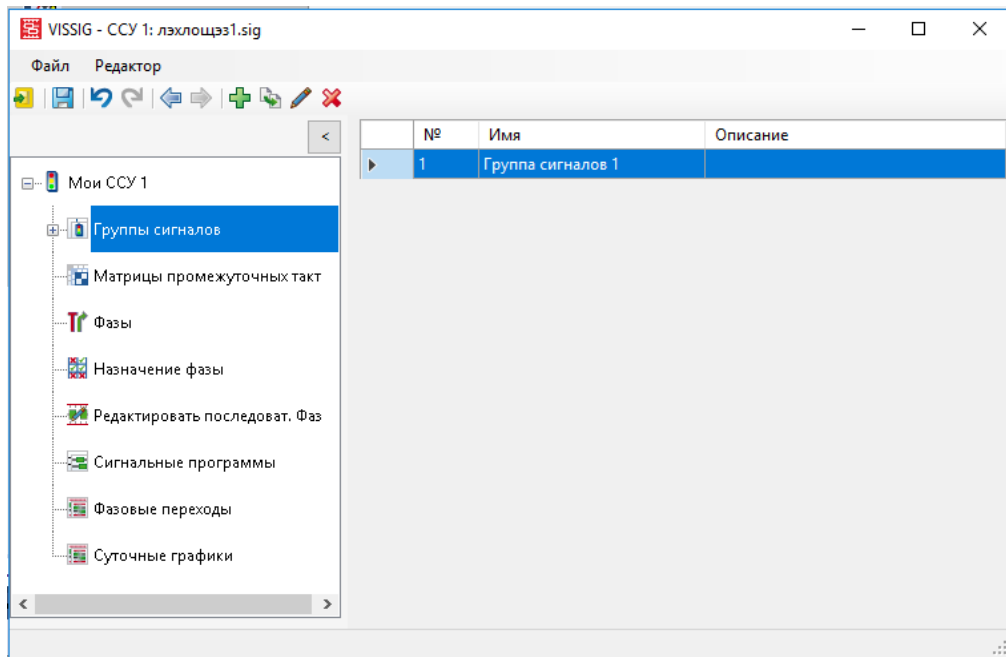 VISSIG - ССУ 1: лэхлощэз1.sig
Файл Редактор
<
№ Имя Описание
1 Группа сигналов 1
Мои ССУ 1
Группы сигналов
Матрицы промежуточных такт
Фазы
Назначение фазы
Редактировать последоват. Фаз
Сигнальные программы
Фазовые переходы
Суточные графики